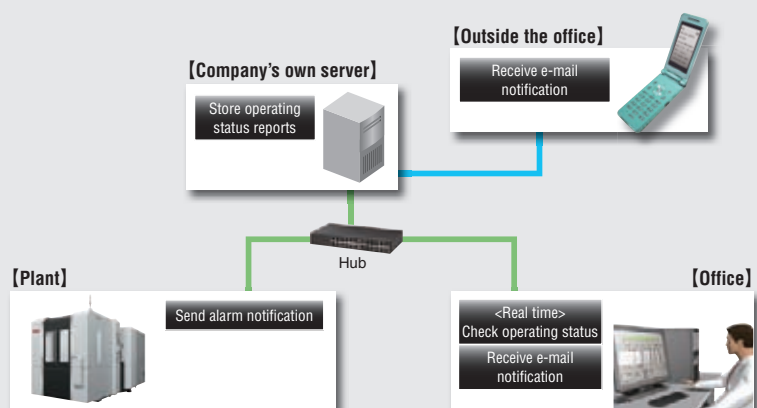 【Outside the office】
Receive e-mail
notification
【Company's own server】
Store operating
status reports
Hub
【Plant】
Send alarm notification
【Office】
<Real time>
Check operating status
Receive e-mail
notification